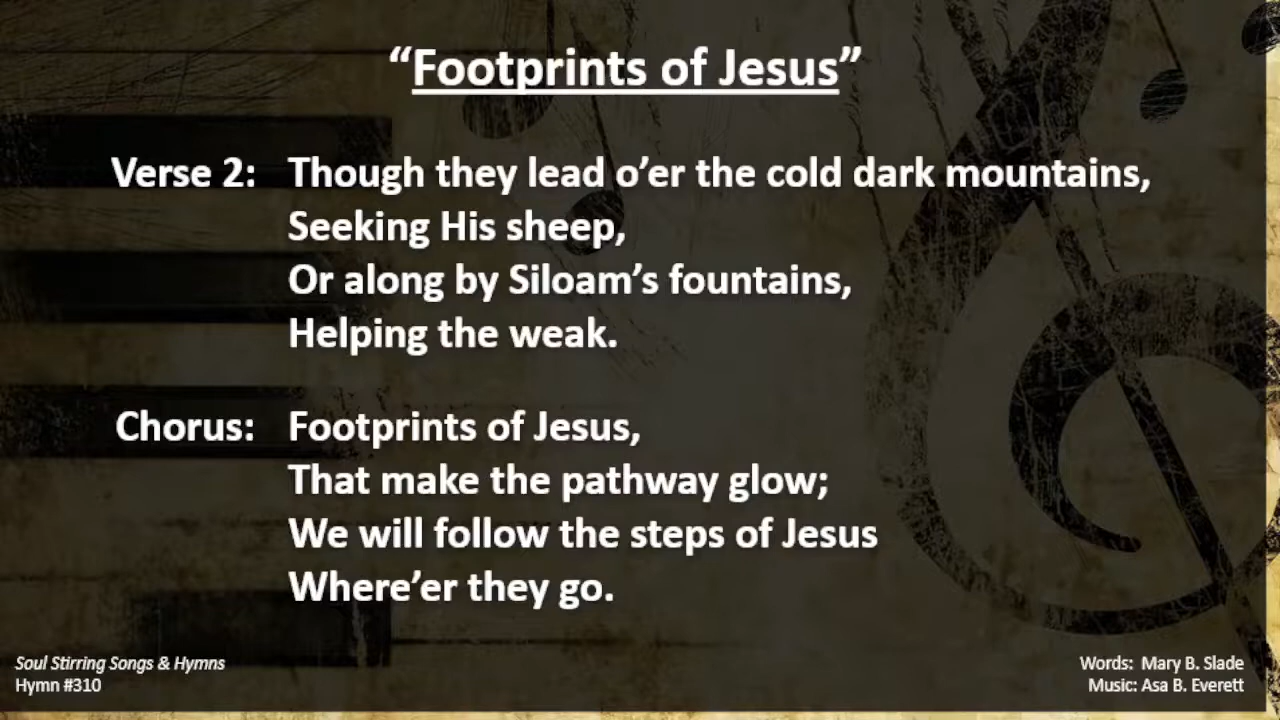 “Footprints of Jesus”
Verse 2: Though they lead o’er the cold dark mountains,
Seeking His sheep,
Or along by Siloam’s fountains,
Helping the weak.
Chorus: Footprints of Jesus,
That make the pathway glow;
We will follow the steps of Jesus
Where’er they go.
Soul Stirring Songs & Hymns
Hymn #310
Words: Mary B. Slade
Music: Asa B. Everett